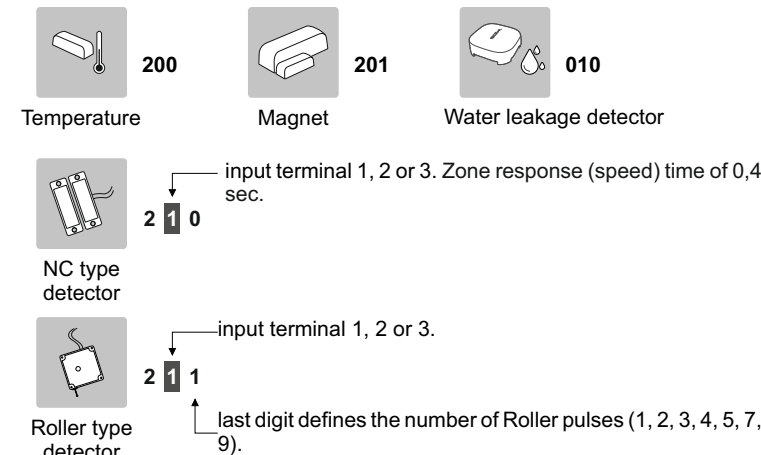 200
201
010
Temperature
Magnet
Water leakage detector
input terminal 1, 2 or 3. Zone response (speed) time of 0,4
sec.
2 1 0
NC type
detector
input terminal 1, 2 or 3.
2 1 1
Roller type
detector
last digit defines the number of Roller pulses (1, 2, 3, 4, 5, 7,
9).